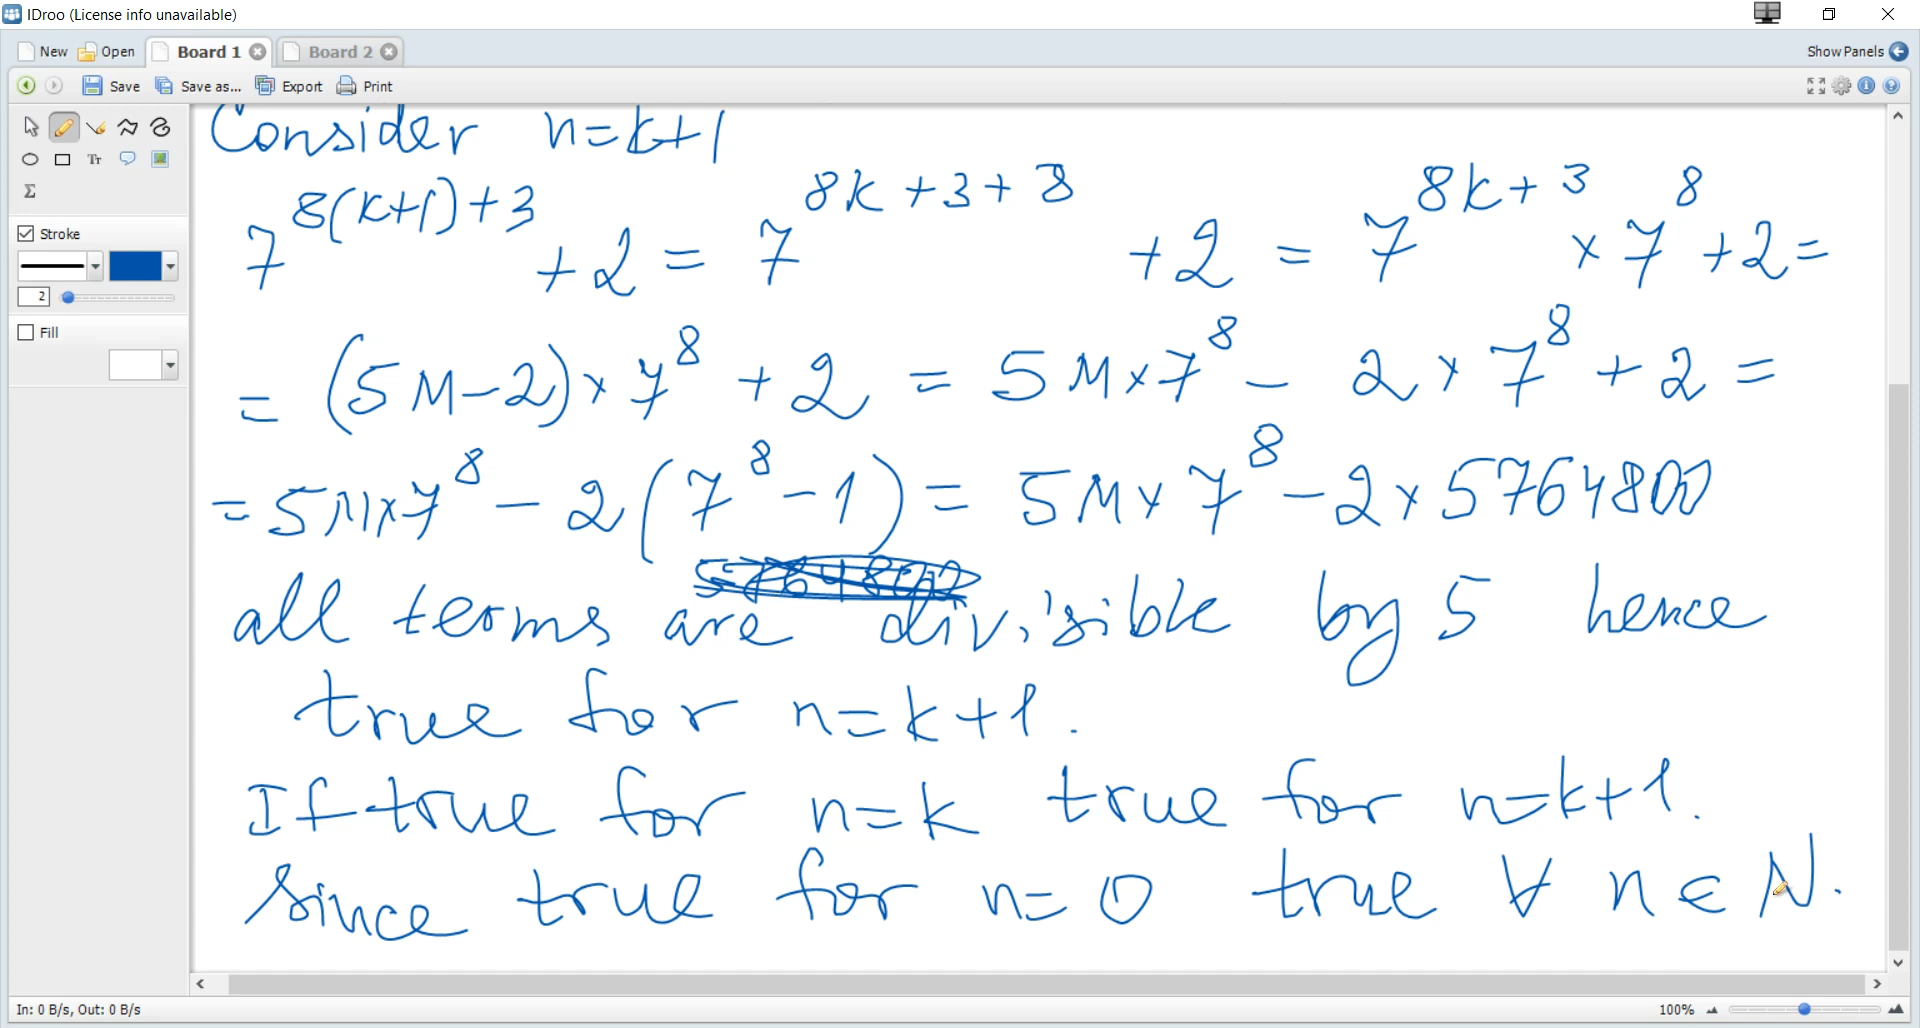 IDroo (License info unavailable)
New Open Board 1 Board 2 Show Panels
Save Save as... Export Print
Tr
Σ
Stroke
2
Fill
Consider n=k+1
7^{8(k+1)+3} + 2 = 7^{8k+3+8} + 2 = 7^{8k+3} × 7^8 + 2 =
= (5M-2) × 7^8 + 2 = 5M × 7^8 - 2 × 7^8 + 2 =
= 5M × 7^8 - 2 (7^8 - 1) = 5M × 7^8 - 2 × 5764800
all terms are divisible by 5 hence
true for n=k+1.
If true for n=k true for n=k+1.
Since true for n=0 true ∀ n ∈ N.
In: 0 B/s, Out: 0 B/s 100%